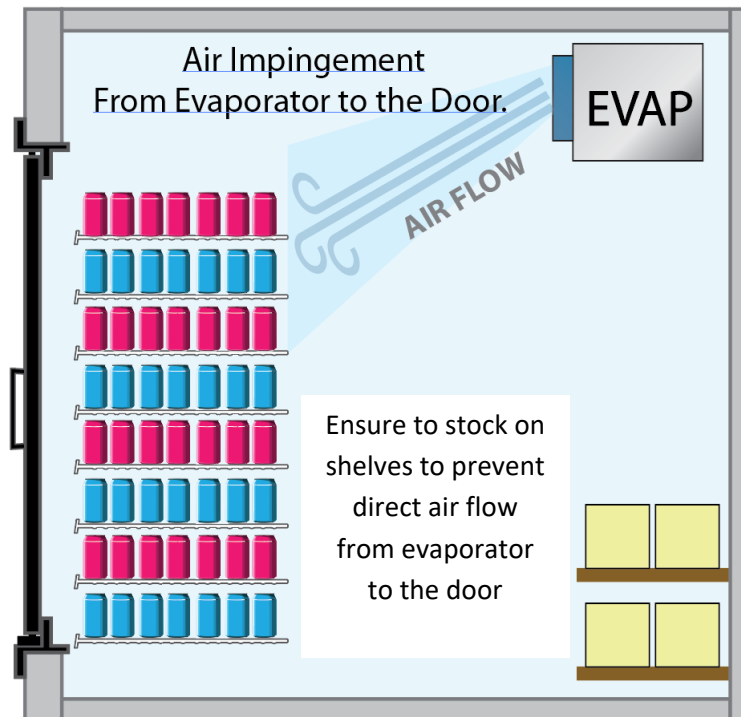 Air Impingement
From Evaporator to the Door.
EVAP
AIR FLOW
Ensure to stock on
shelves to prevent
direct air flow
from evaporator
to the door